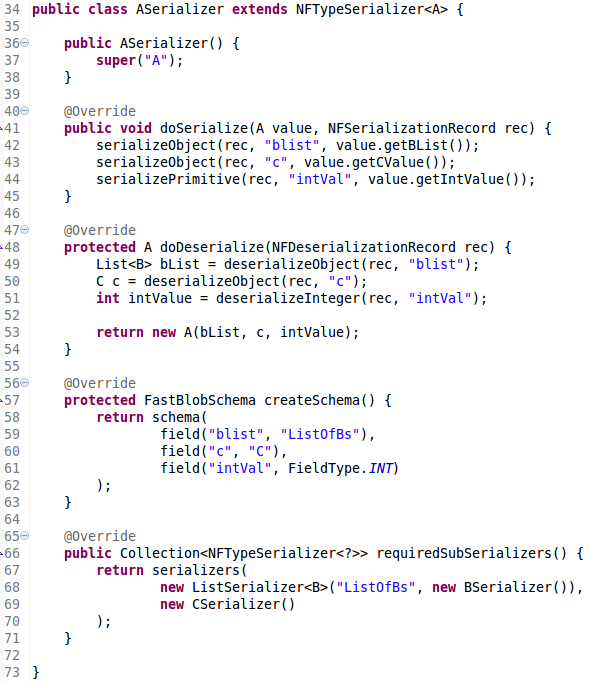 34 public class ASerializer extends NFTypeSerializer<A> {
35
36 public ASerializer() {
37 super("A");
38 }
39
40 @Override
41 public void doSerialize(A value, NFSerializationRecord rec) {
42 serializeObject(rec, "blist", value.getBList());
43 serializeObject(rec, "c", value.getCValue());
44 serializePrimitive(rec, "intVal", value.getIntValue());
45 }
46
47 @Override
48 protected A doDeserialize(NFDeserializationRecord rec) {
49 List<B> bList = deserializeObject(rec, "blist");
50 C c = deserializeObject(rec, "c");
51 int intValue = deserializeInteger(rec, "intVal");
52
53 return new A(bList, c, intValue);
54 }
55
56 @Override
57 protected FastBlobSchema createSchema() {
58 return schema(
59 field("blist", "ListOfBs"),
60 field("c", "C"),
61 field("intVal", FieldType.INT)
62 );
63 }
64
65 @Override
66 public Collection<NFTypeSerializer<?>> requiredSubSerializers() {
67 return serializers(
68 new ListSerializer<B>("ListOfBs", new BSerializer()),
69 new CSerializer()
70 );
71 }
72
73 }